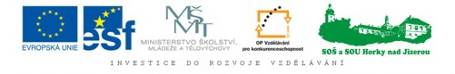 esf
MŠMT
EVROPSKÁ UNIE
MINISTERSTVO ŠKOLSTVÍ,
MLÁDEŽE A TĚLOVÝCHOVY
OP Vzdělávání
pro konkurenceschopnost
SOŠ a SOU Horky nad Jizerou
INVESTICE DO ROZVOJE VZDĚLÁVÁNÍ